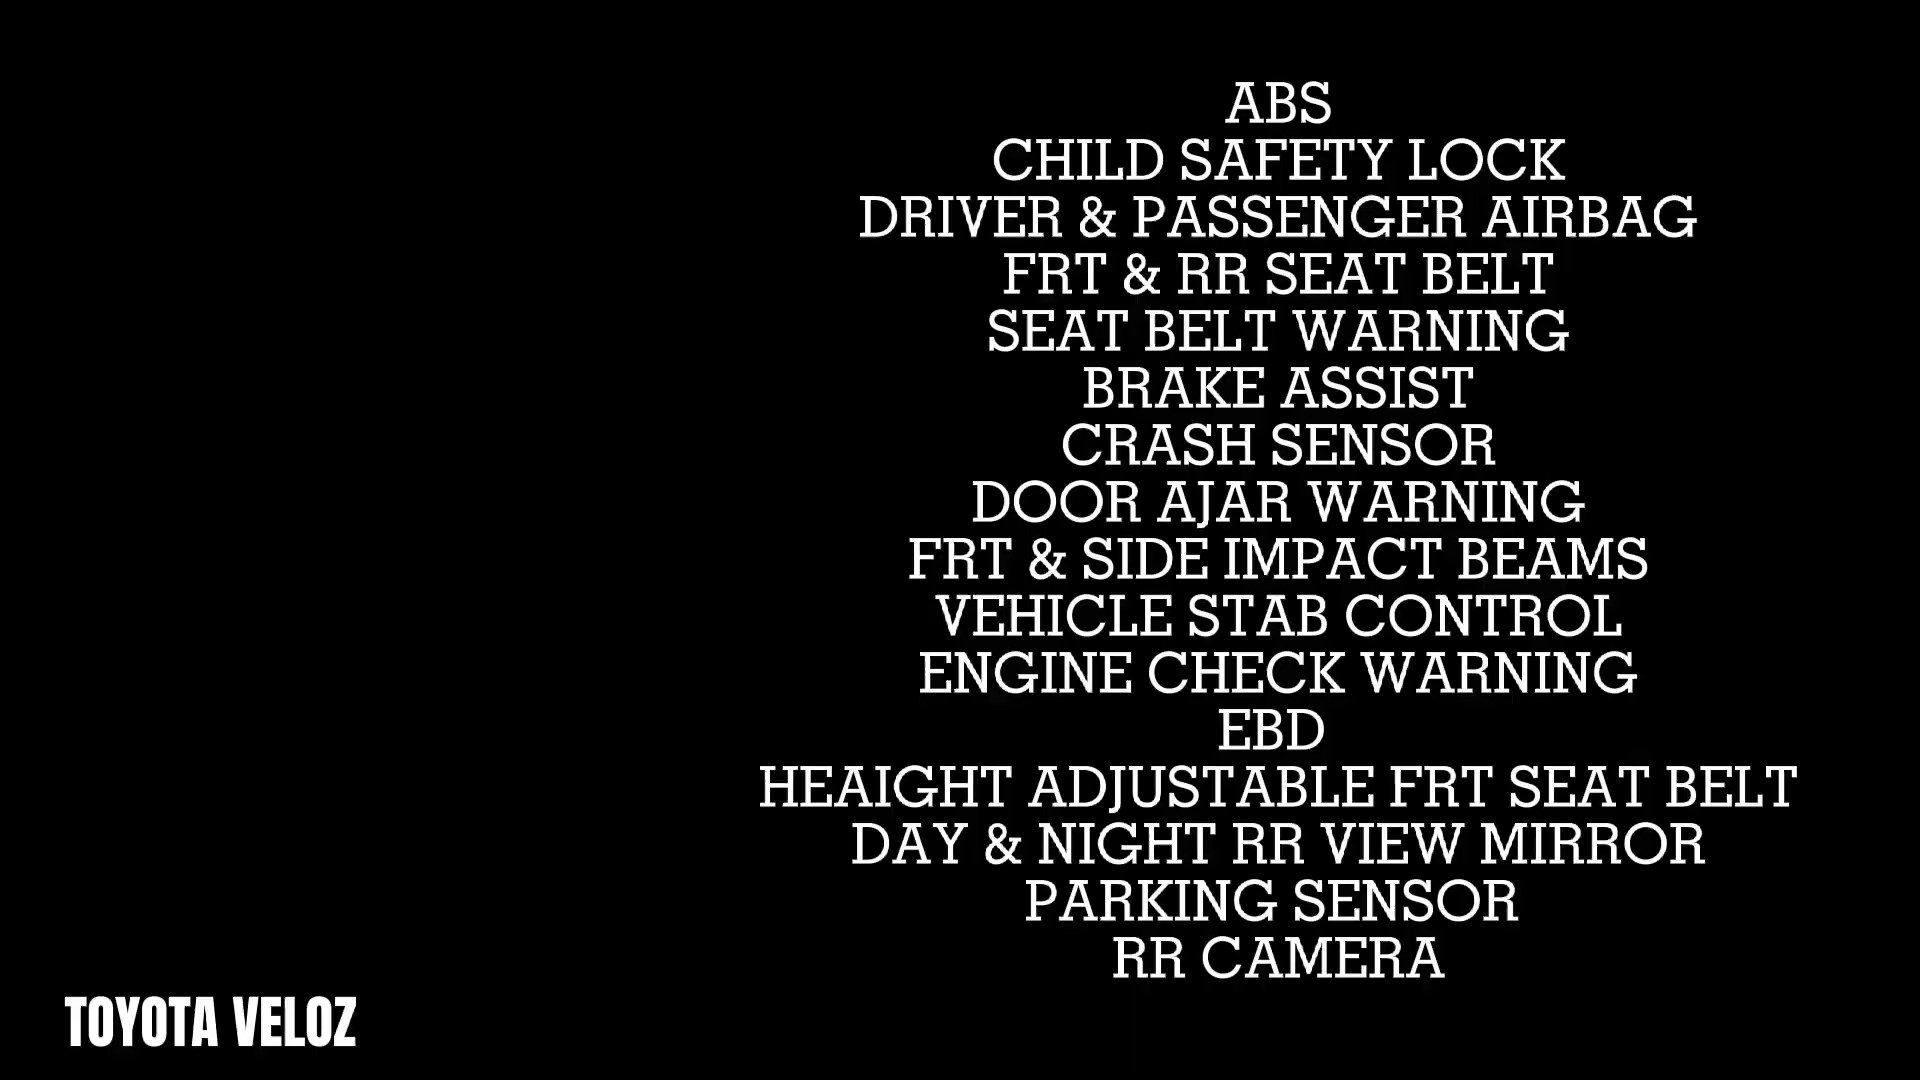 ABS
CHILD SAFETY LOCK
DRIVER & PASSENGER AIRBAG
FRT & RR SEAT BELT
SEAT BELT WARNING
BRAKE ASSIST
CRASH SENSOR
DOOR AJAR WARNING
FRT & SIDE IMPACT BEAMS
VEHICLE STAB CONTROL
ENGINE CHECK WARNING
EBD
HEAIGHT ADJUSTABLE FRT SEAT BELT
DAY & NIGHT RR VIEW MIRROR
PARKING SENSOR
RR CAMERA
TOYOTA VELOZ